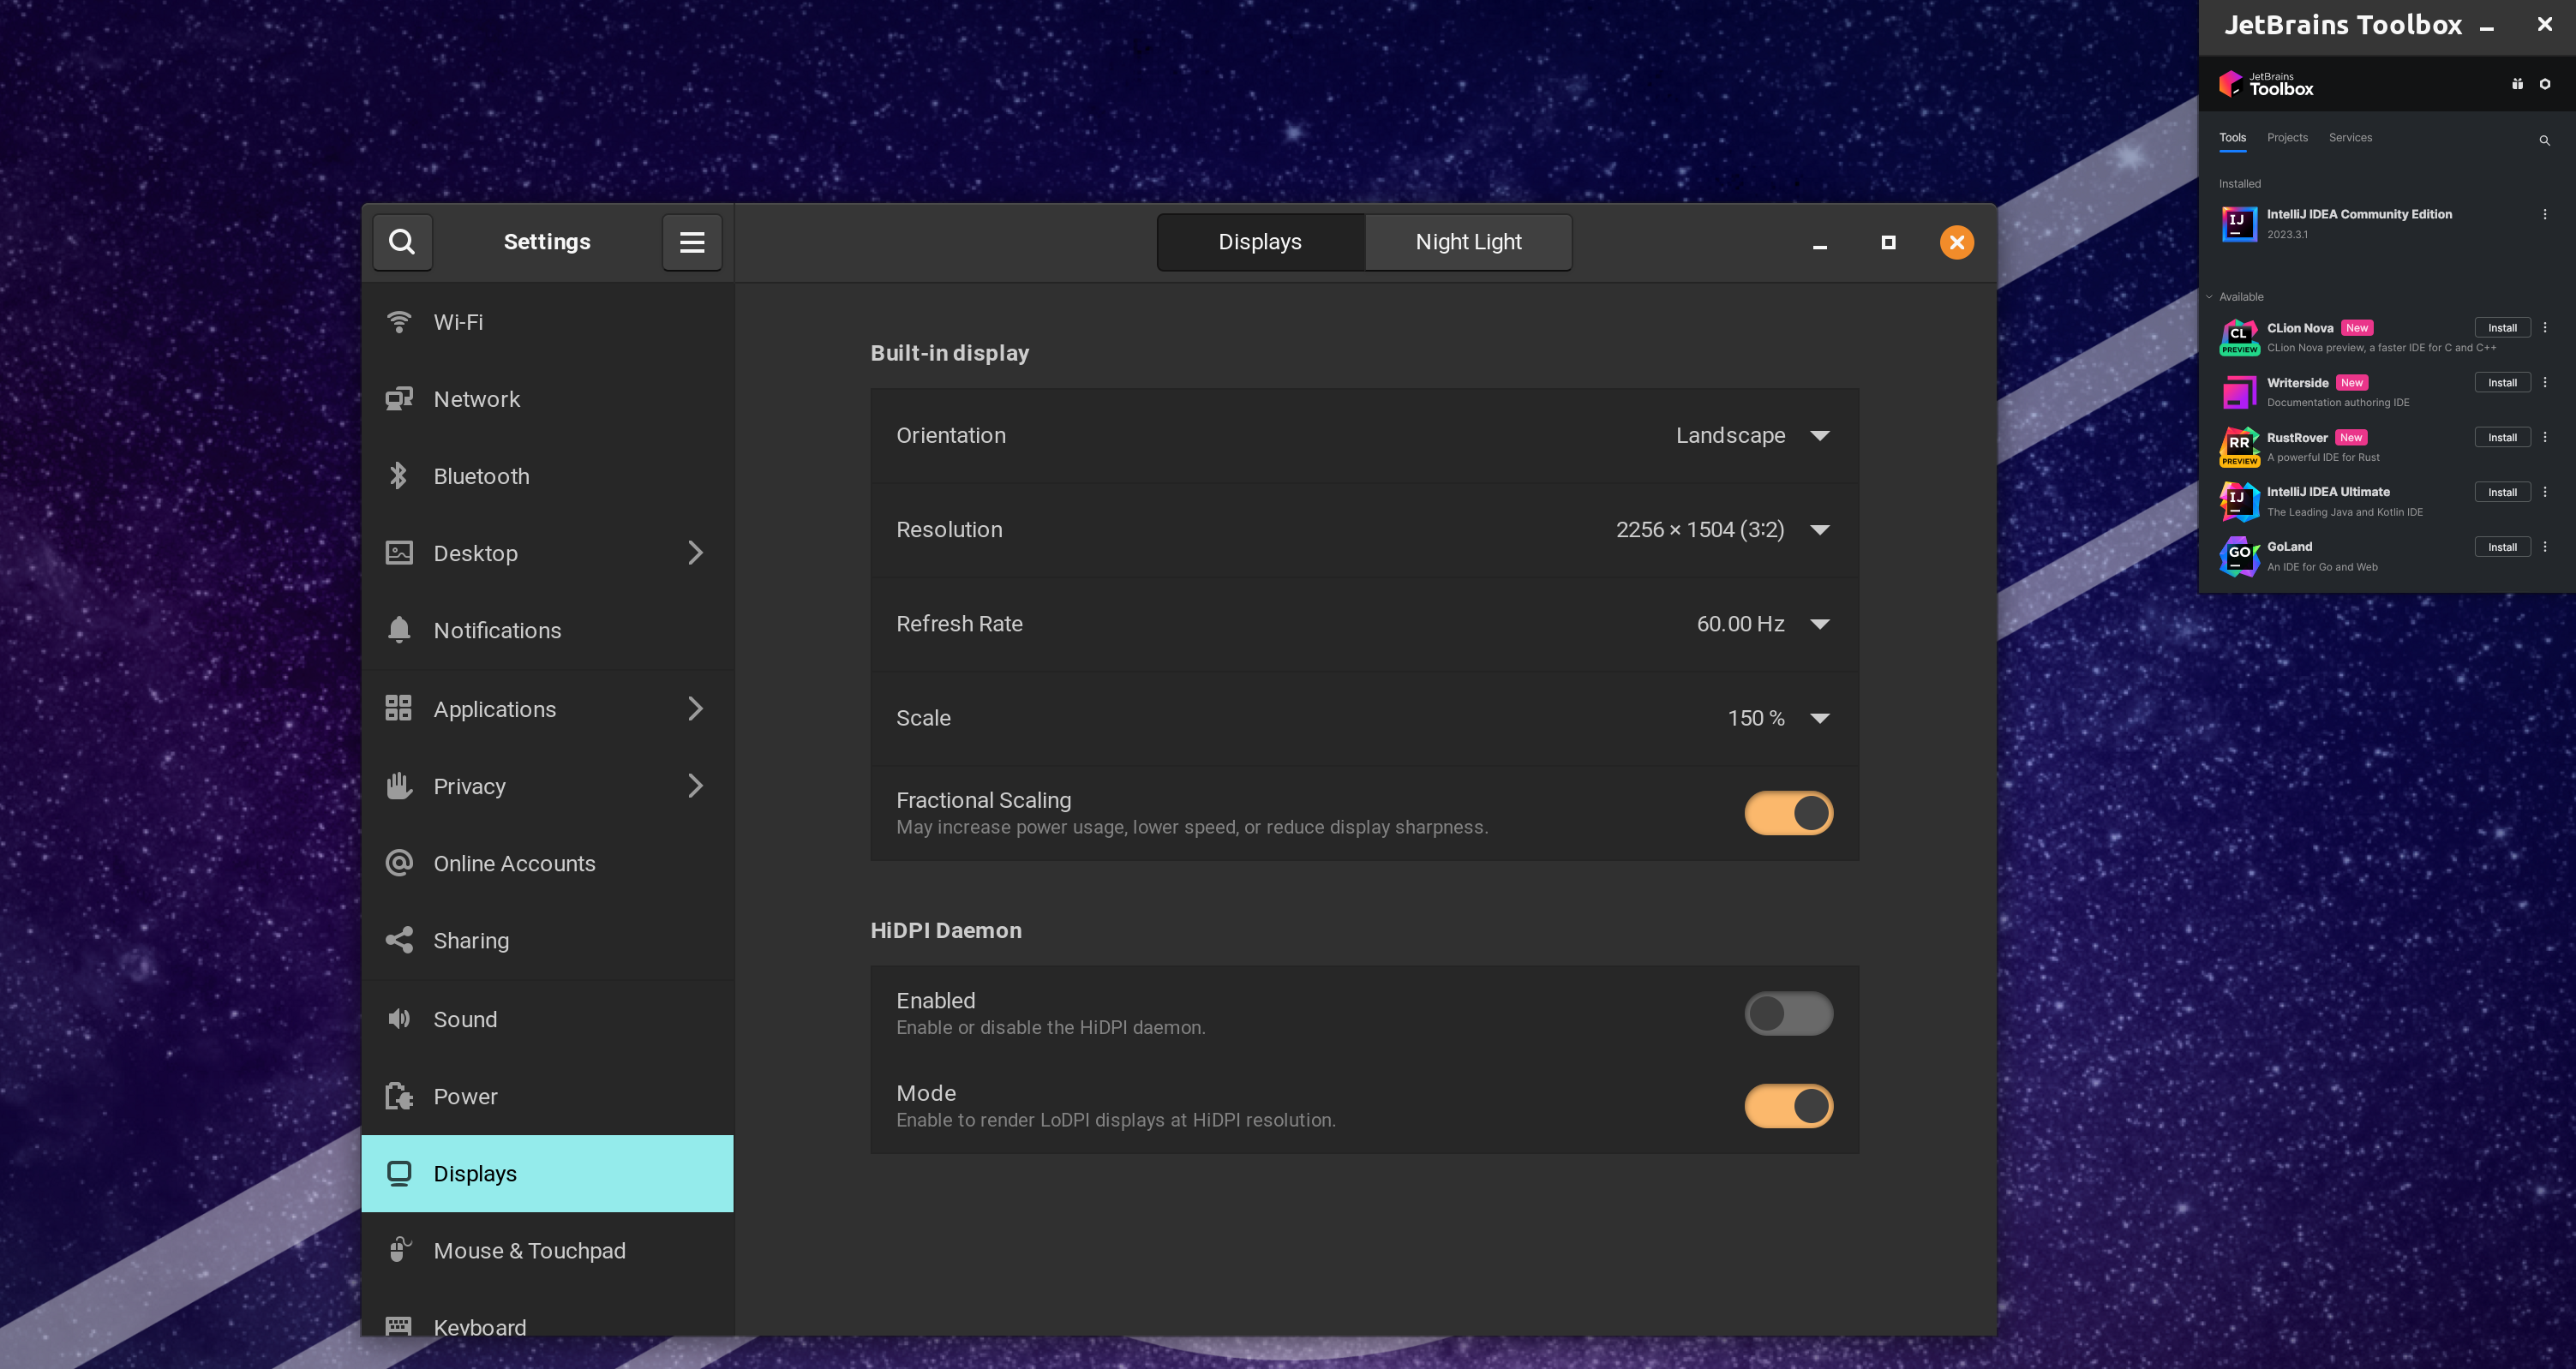 Settings
Displays
Night Light
Wi-Fi
Network
Bluetooth
Desktop
Notifications
Applications
Privacy
Online Accounts
Sharing
Sound
Power
Displays
Mouse & Touchpad
Keyboard
Built-in display
Orientation
Landscape
Resolution
2256 × 1504 (3:2)
Refresh Rate
60.00 Hz
Scale
150 %
Fractional Scaling
May increase power usage, lower speed, or reduce display sharpness.
HiDPI Daemon
Enabled
Enable or disable the HiDPI daemon.
Mode
Enable to render LoDPI displays at HiDPI resolution.
JetBrains Toolbox
JetBrains
Toolbox
Tools
Projects
Services
Installed
IJ
IntelliJ IDEA Community Edition
2023.3.1
Available
CL
PREVIEW
CLion Nova
New
Install
CLion Nova preview, a faster IDE for C and C++
Writerside
New
Install
Documentation authoring IDE
RR
PREVIEW
RustRover
New
Install
A powerful IDE for Rust
IJ
IntelliJ IDEA Ultimate
Install
The Leading Java and Kotlin IDE
GO
GoLand
Install
An IDE for Go and Web